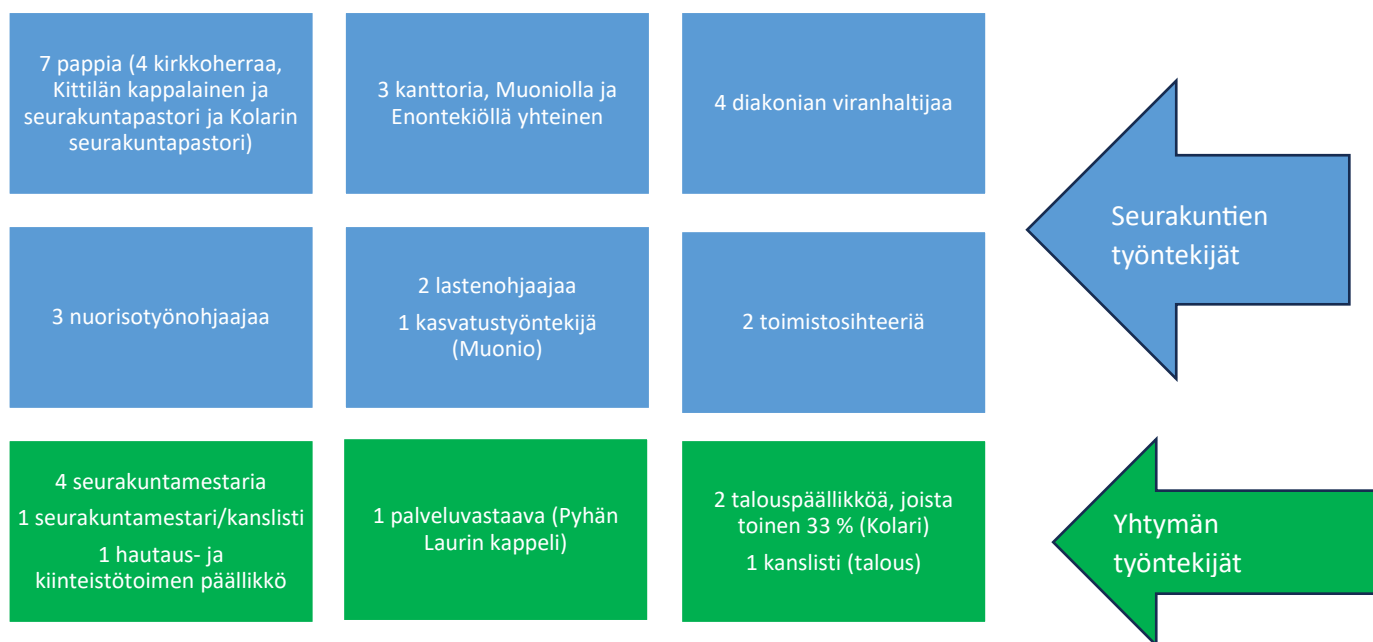 7 pappia (4 kirkkoherraa,
Kittilän kappalainen ja
seurakuntapastori ja Kolarin
seurakuntapastori)
3 kanttoria, Muoniolla ja
Enontekiöllä yhteinen
4 diakonian viranhaltijaa
Seurakuntien
työntekijät
3 nuorisotyönohjaajaa
2 lastenohjaajaa
1 kasvatustyöntekijä
(Muonio)
2 toimistosihteeriä
4 seurakuntamestaria
1 seurakuntamestari/kanslisti
1 hautaus- ja
kiinteistötoimen päällikkö
1 palveluvastaava (Pyhän
Laurin kappeli)
2 talouspäällikköä, joista
toinen 33 % (Kolari)
1 kanslisti (talous)
Yhtymän
työntekijät